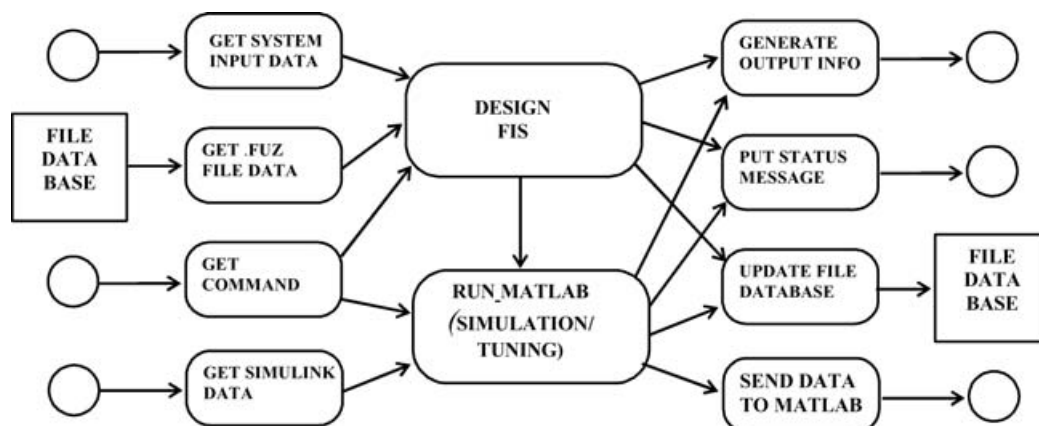 GET SYSTEM
INPUT DATA
GENERATE
OUTPUT INFO
DESIGN
FIS
FILE
DATA
BASE
GET .FUZ
FILE DATA
PUT STATUS
MESSAGE
GET
COMMAND
RUN_MATLAB
(SIMULATION/
TUNING)
UPDATE FILE
DATABASE
FILE
DATA
BASE
GET SIMULINK
DATA
SEND DATA
TO MATLAB